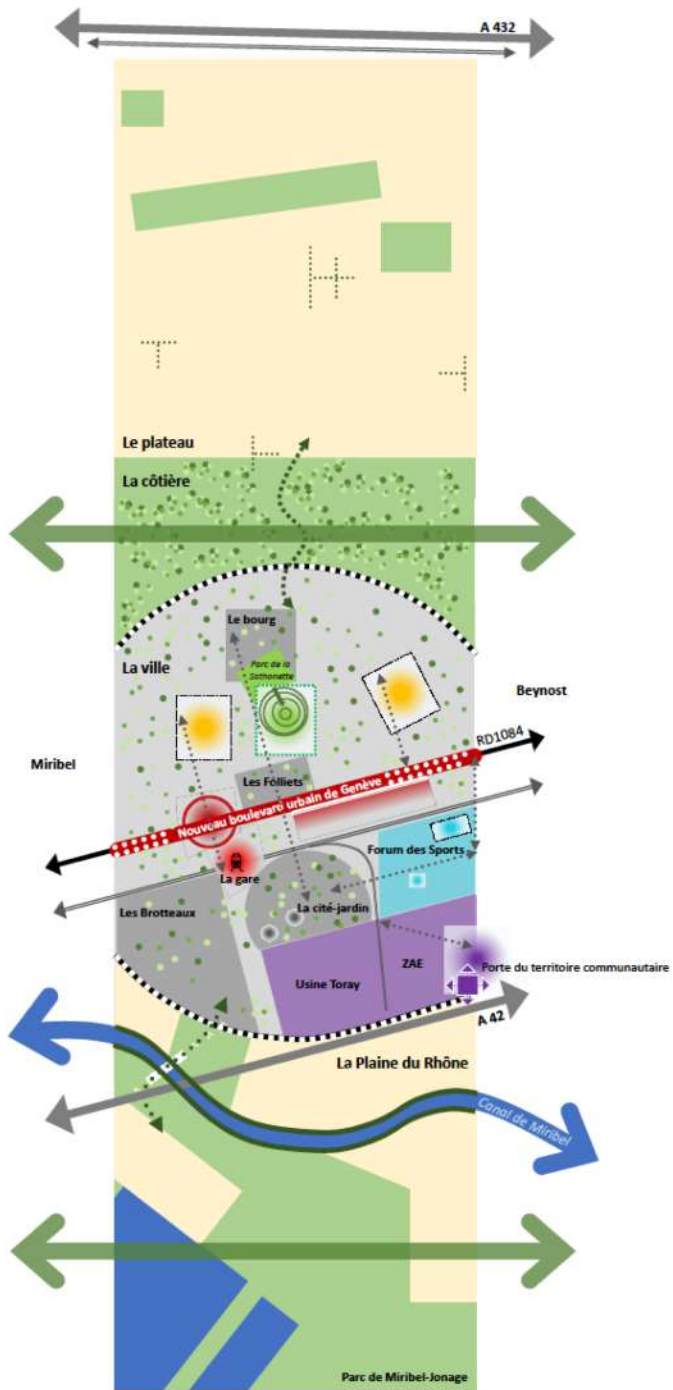 A 432
Le plateau
La côtière
Le bourg
La ville
Parc de la
Sathonette
Beynost
RD1084
Miribel
Les Folliets
Nouveau boulevard urbain de Genève
Forum des Sports
La gare
Les Brotteaux
La cité-jardin
ZAE
Porte du territoire communautaire
Usine Toray
A 42
La Plaine du Rhône
Canal de Miribel
Parc de Miribel-Jonage